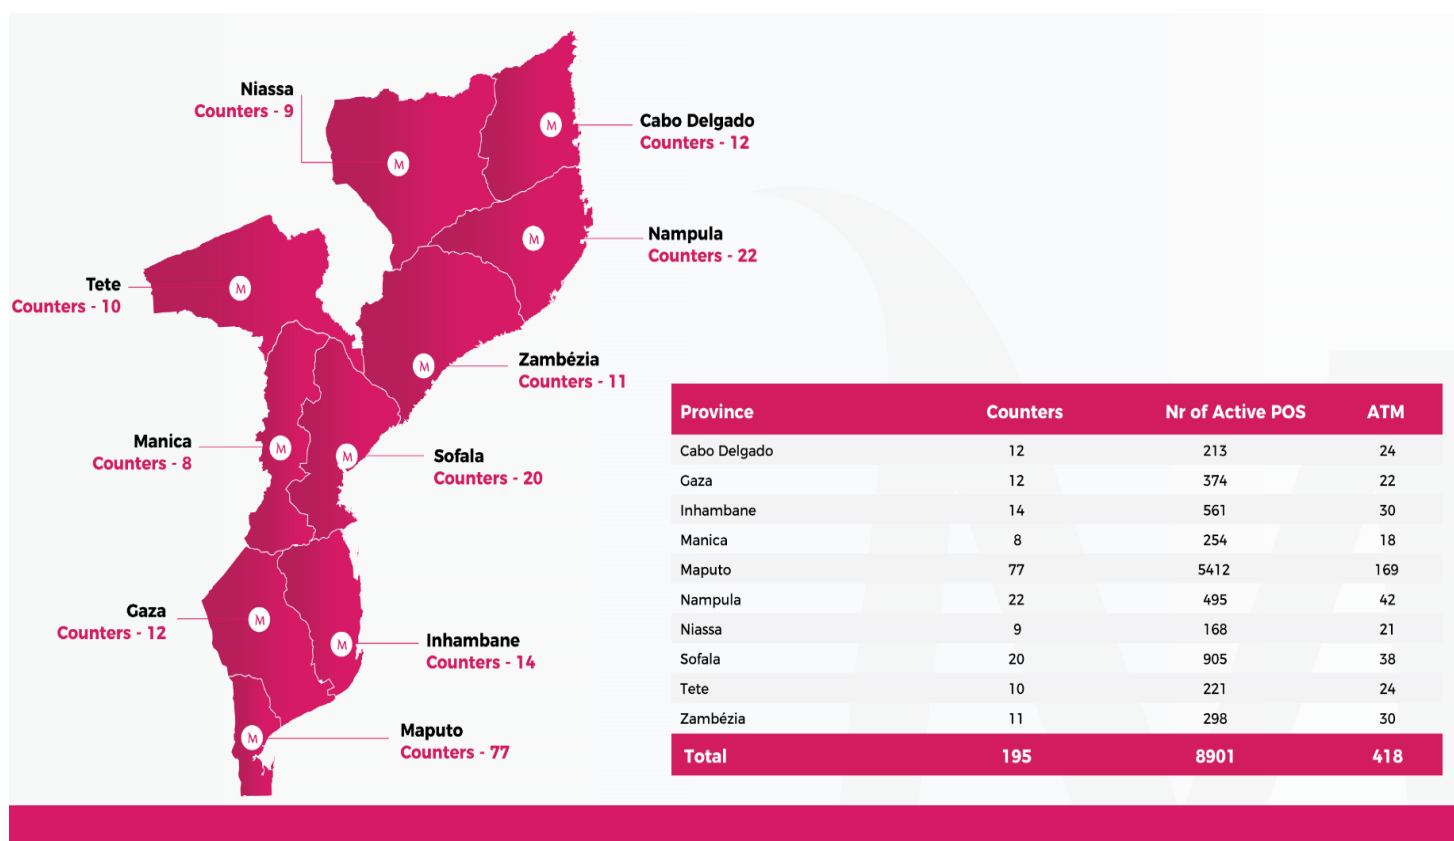 Niassa
Counters - 9
Cabo Delgado
Counters - 12
Nampula
Counters - 22
Tete
Counters - 10
Zambézia
Counters - 11
Manica
Counters - 8
Sofala
Counters - 20
Gaza
Counters - 12
Inhambane
Counters - 14
Maputo
Counters - 77
M
M
M
M
M
M
M
M
M
M
Province Counters Nr of Active POS ATM
Cabo Delgado 12 213 24
Gaza 12 374 22
Inhambane 14 561 30
Manica 8 254 18
Maputo 77 5412 169
Nampula 22 495 42
Niassa 9 168 21
Sofala 20 905 38
Tete 10 221 24
Zambézia 11 298 30
Total 195 8901 418